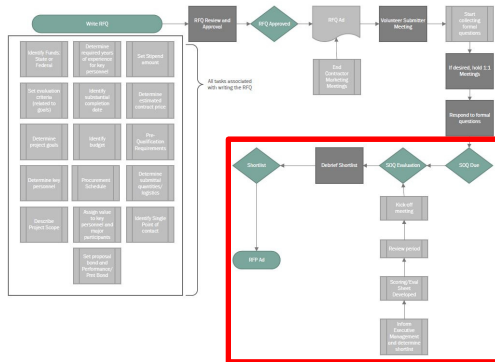 Write RFQ
RFQ Review and
Approval
RFQ Approved
RFQ Ad
Volunteer Submitter
Meeting
Start
collecting
formal
questions
Identify Funds:
State or
Federal
Determine
required years
of experience for
key personnel
Set Stipend
amount
All tasks associated
with writing the RFQ
End
Contractor
Marketing
Meetings
If desired, hold 1:1
Meetings
Set evaluation
criteria
(related to
goals)
Identify
substantial
completion
date
Determine
estimated
contract price
Respond to formal
questions
Determine
project goals
Identify
budget
Pre-
Qualification
Requirements
Shortlist
Debrief Shortlist
SOQ Evaluation
SOQ Due
Determine key
personnel
Procurement
Schedule
Determine
submittal
quantities/
logistics
Kick-off
meeting
Describe
Project Scope
Assign value
to key
personnel and
major
participants
Identify Single
Point of
contact
Review period
RFP Ad
Set proposal
bond and
Performance/
Pmt Bond
Scoring/Eval
Sheet
Developed
Inform
Executive
Management
and determine
shortlist